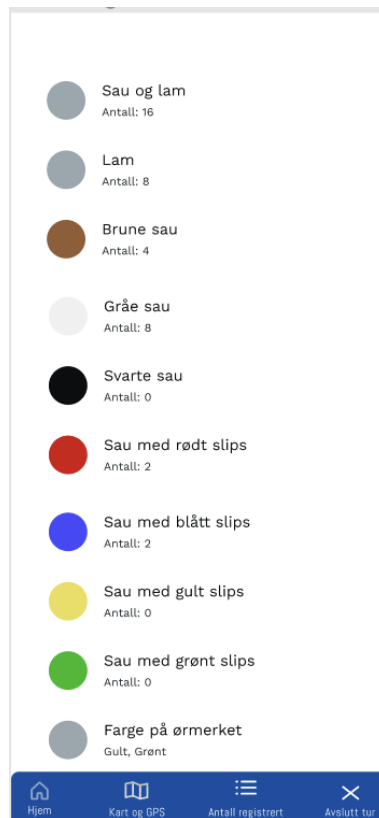 Sau og lam
Antall: 16
Lam
Antall: 8
Brune sau
Antall: 4
Gråe sau
Antall: 8
Svarte sau
Antall: 0
Sau med rødt slips
Antall: 2
Sau med blått slips
Antall: 2
Sau med gult slips
Antall: 0
Sau med grønt slips
Antall: 0
Farge på ørmerket
Gult, Grønt
Hjem
Kart og GPS
Antall registrert
Avslutt tur